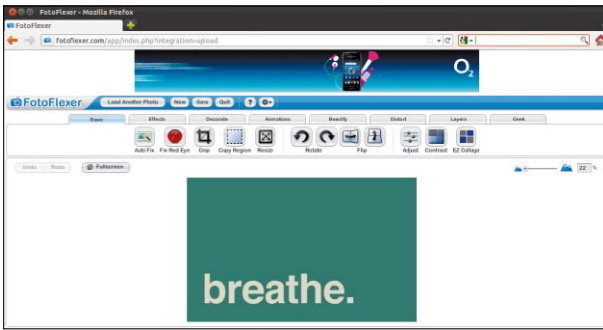 FotoFlexer - Mozilla Firefox
FotoFlexer
fotoflexer.com/app/index.php?integration=upload
O2
FotoFlexer Load Another Photo New Save Quit ?
Basic Effects Decorate Animations Beautify Distort Layers Geek
Auto Fix Fix Red Eye Crop Copy Region Resize Rotate Flip Adjust Contrast EZ Collage
Undo Redo Fullscreen 22 %
breathe.